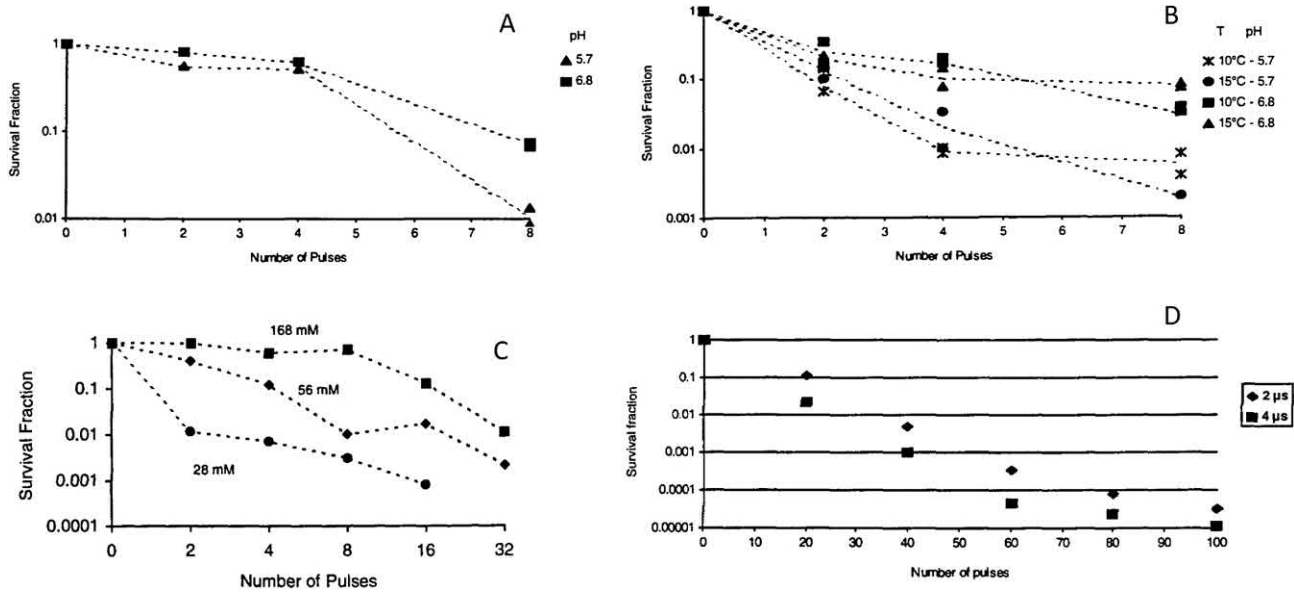 A
pH
5.7
6.8
1
0.1
0.01
Survival Fraction
0 1 2 3 4 5 6 7 8
Number of Pulses
B
T pH
10°C - 5.7
15°C - 5.7
10°C - 6.8
15°C - 6.8
1
0.1
0.01
0.001
Survival Fraction
0 1 2 3 4 5 6 7 8
Number of Pulses
C
168 mM
56 mM
28 mM
1
0.1
0.01
0.001
0.0001
Survival Fraction
0 2 4 8 16 32
Number of Pulses
D
2 µs
4 µs
1
0.1
0.01
0.001
0.0001
0.00001
Survival fraction
0 10 20 30 40 50 60 70 80 90 100
Number of pulses